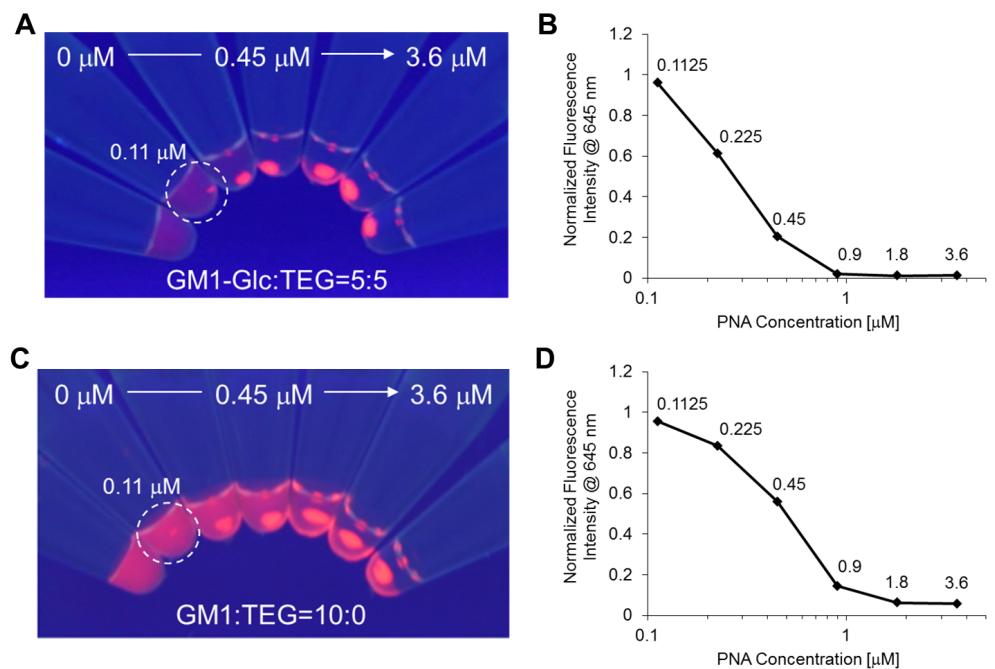 A
0 μM
0.45 μM
3.6 μM
0.11 μM
GM1-Glc:TEG=5:5
B
Normalized Fluorescence
Intensity @ 645 nm
1.2
1
0.8
0.6
0.4
0.2
0
0.1125
0.225
0.45
0.9
1.8
3.6
0.1
1
PNA Concentration [μM]
C
0 μM
0.45 μM
3.6 μM
0.11 μM
GM1:TEG=10:0
D
Normalized Fluorescence
Intensity @ 645 nm
1.2
1
0.8
0.6
0.4
0.2
0
0.1125
0.225
0.45
0.9
1.8
3.6
0.1
1
PNA Concentration [μM]